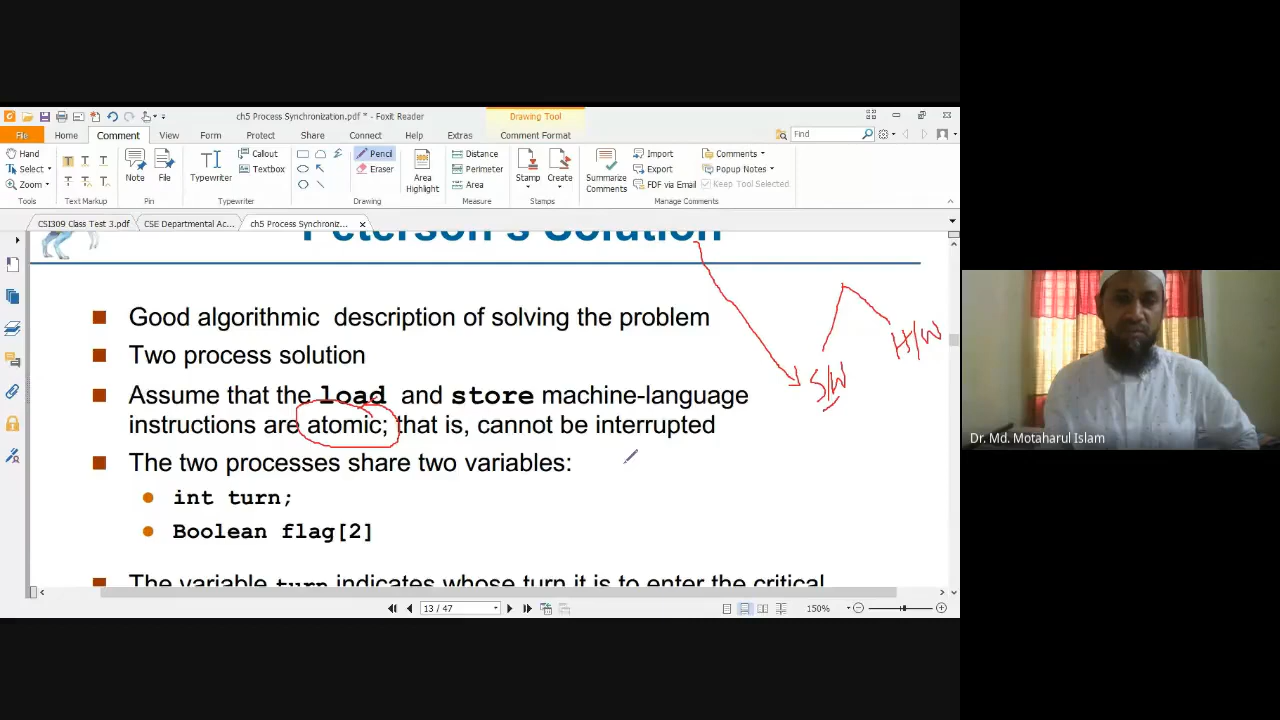 ch5 Process Synchronization.pdf * - Foxit Reader
Drawing Tool
File Home Comment View Form Protect Share Connect Help Extras Comment Format
Find
Hand
Select
Zoom
Tools
Text Markup
Note
File
Pin
Typewriter
Callout
Textbox
Typewriter
Pencil
Eraser
Drawing
Area Highlight
Distance
Perimeter
Area
Measure
Stamp
Create
Stamps
Summarize Comments
Import
Export
FDF via Email
Comments
Popup Notes
Keep Tool Selected
Manage Comments
CSI309 Class Test 3.pdf CSE Departmental Ac... ch5 Process Synchroniz...
Peterson's Solution
Good algorithmic description of solving the problem
Two process solution
Assume that the load and store machine-language
instructions are atomic; that is, cannot be interrupted
The two processes share two variables:
int turn;
Boolean flag[2]
The variable turn indicates whose turn it is to enter the critical
S/W
H/W
13 / 47
150%
Dr. Md. Motaharul Islam